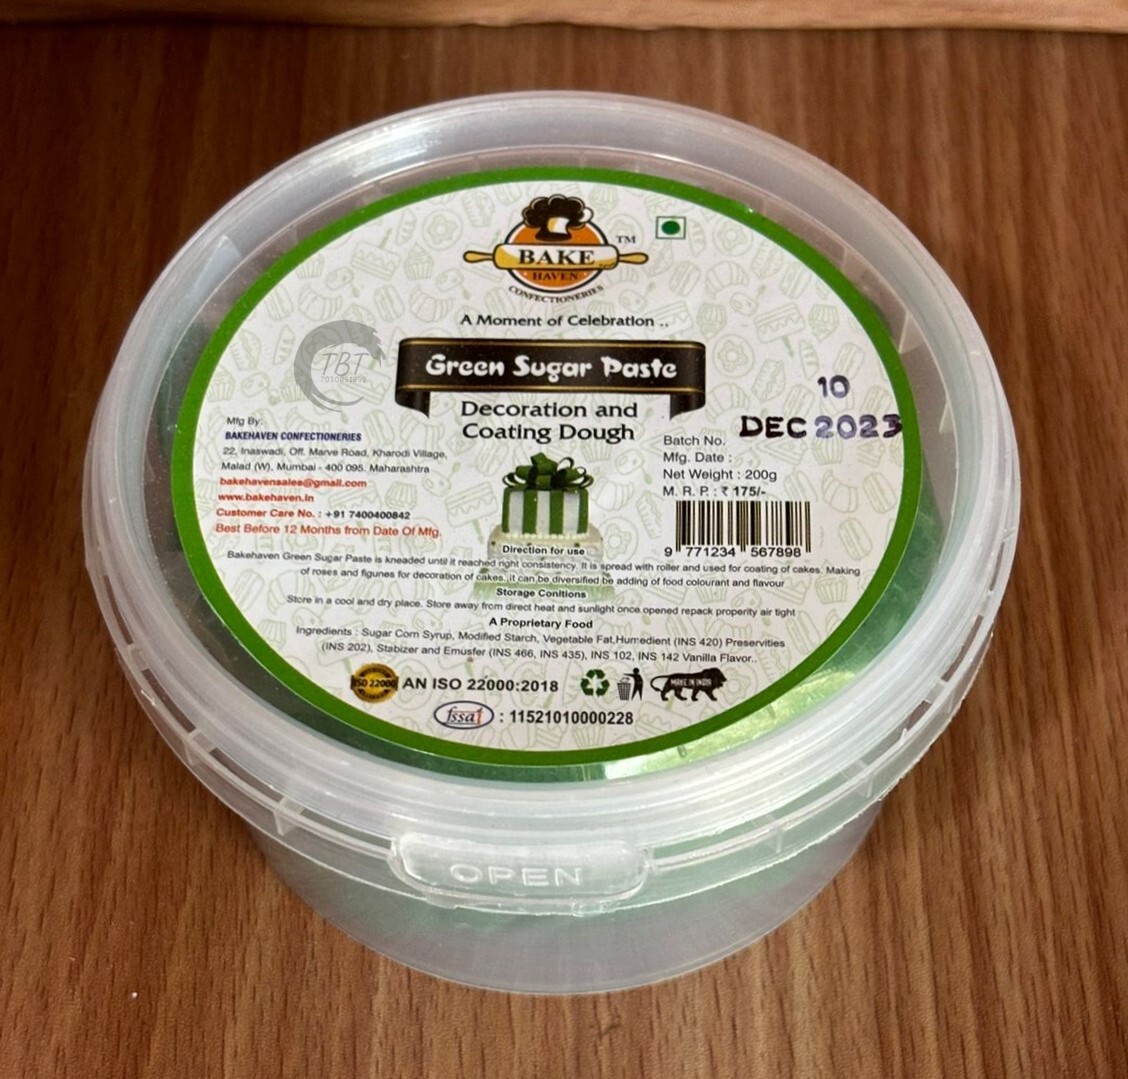 BAKE
HAVEN
CONFECTIONERIES
TM
A Moment of Celebration ..
TBT
Green Sugar Paste
Decoration and
Coating Dough
Mfg By:
BAKEHAVEN CONFECTIONERIES
22, Inaswadi, Off. Marve Road, Kharodi Village,
Malad (W), Mumbai - 400 095. Maharashtra
bakehavensales@gmail.com
www.bakehaven.in
Customer Care No. : +91 7400400842
Best Before 12 Months from Date Of Mfg.
10
DEC 2023
Batch No.
Mfg. Date :
Net Weight : 200g
M. R. P. : ₹ 175/-
9 771234 567898
Direction for use
Bakehaven Green Sugar Paste is kneaded until it reached right consistency. It is spread with roller and used for coating of cakes. Making
of roses and figunes for decoration of cakes..it can be diversified be adding of food colourant and flavour
Storage Conitions
Store in a cool and dry place. Store away from direct heat and sunlight once opened repack properity air tight
A Proprietary Food
Ingredients : Sugar Corn Syrup, Modified Starch, Vegetable Fat,Humedient (INS 420) Preservities
(INS 202), Stabizer and Emusfer (INS 466, INS 435), INS 102, INS 142 Vanilla Flavor..
ISO 22000
AN ISO 22000:2018
MAKE IN INDIA
fssai : 11521010000228
OPEN